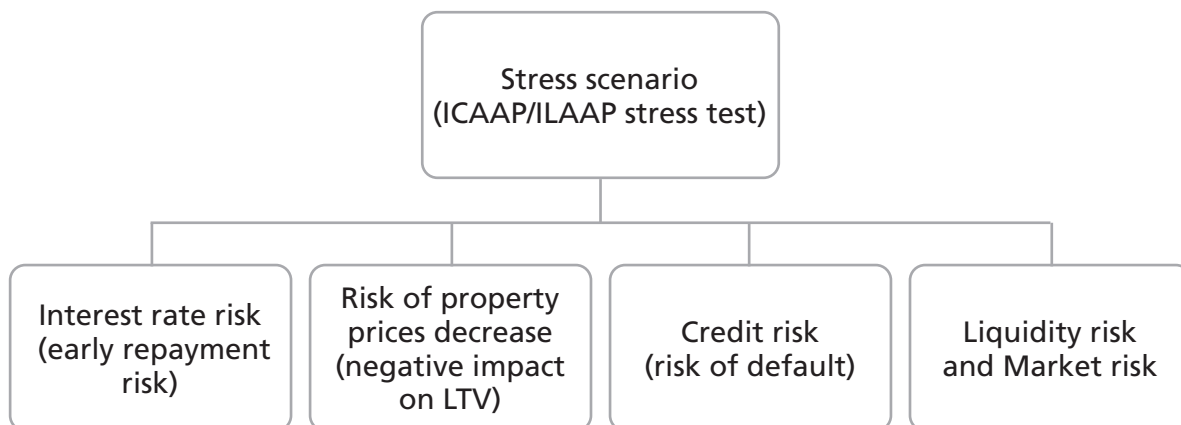 Stress scenario
(ICAAP/ILAAP stress test)
Interest rate risk
(early repayment
risk)
Risk of property
prices decrease
(negative impact
on LTV)
Credit risk
(risk of default)
Liquidity risk
and Market risk